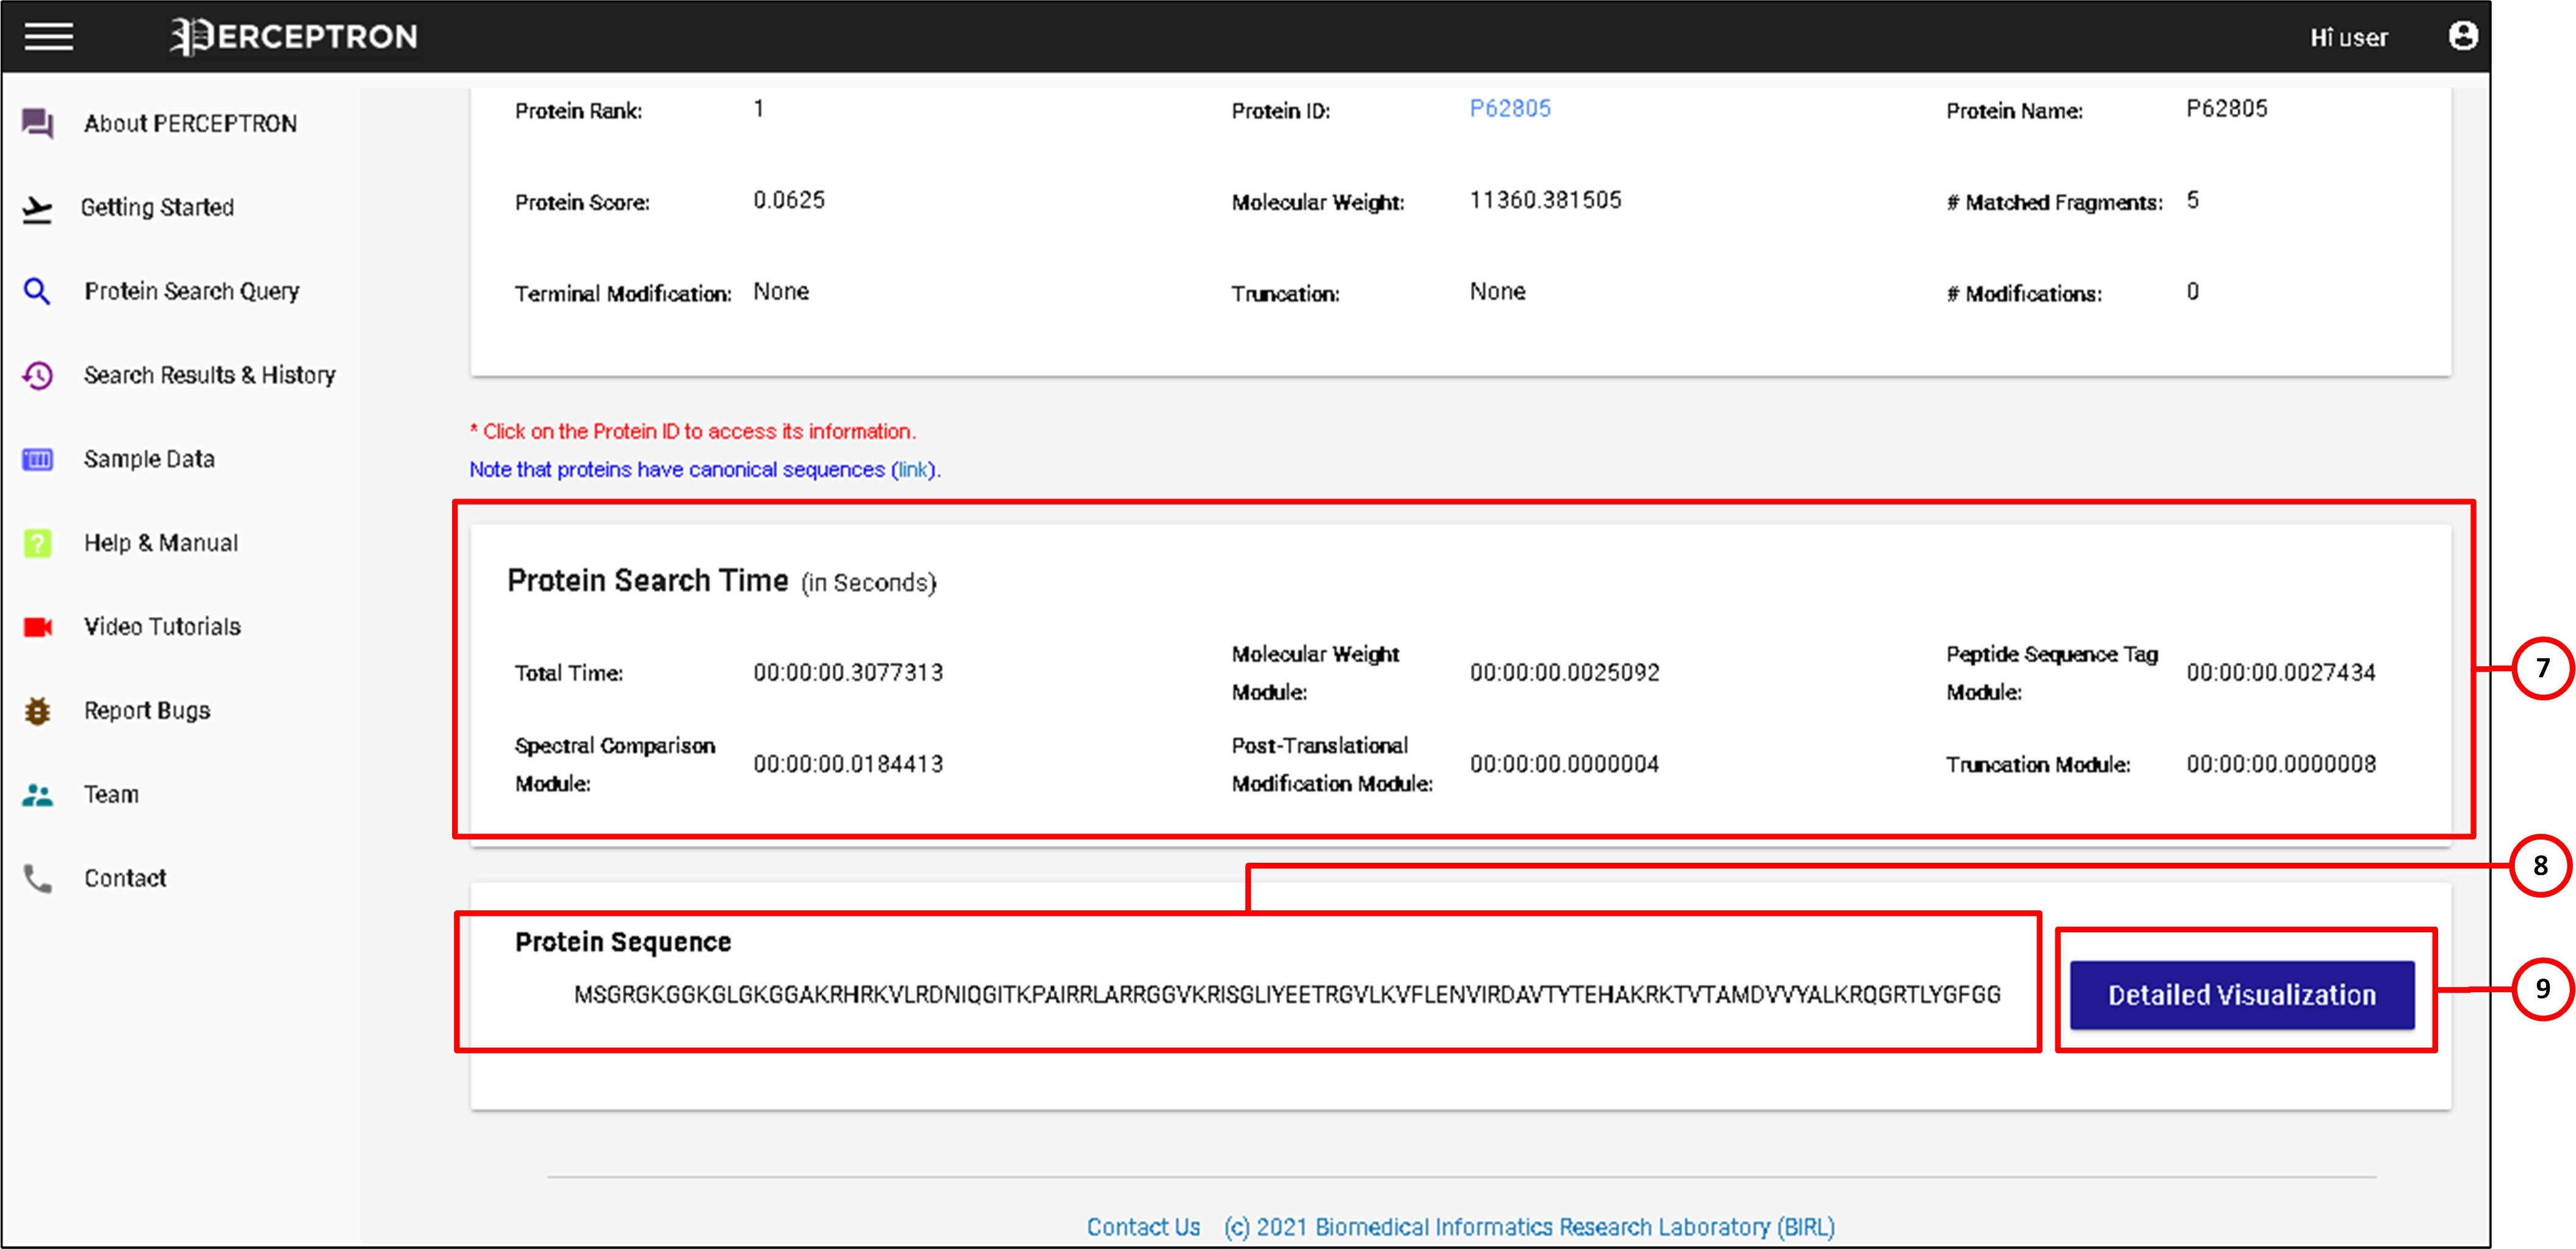 PERCEPTRON
Hi user
About PERCEPTRON
Getting Started
Protein Search Query
Search Results & History
Sample Data
Help & Manual
Video Tutorials
Report Bugs
Team
Contact
Protein Rank: 1 Protein ID: P62805 Protein Name: P62805
Protein Score: 0.0625 Molecular Weight: 11360.381505 # Matched Fragments: 5
Terminal Modification: None Truncation: None # Modifications: 0
* Click on the Protein ID to access its information.
Note that proteins have canonical sequences (link).
Protein Search Time (in Seconds)
Total Time: 00:00:00.3077313
Molecular Weight
Module: 00:00:00.0025092
Peptide Sequence Tag
Module: 00:00:00.0027434
Spectral Comparison
Module: 00:00:00.0184413
Post-Translational
Modification Module: 00:00:00.0000004
Truncation Module: 00:00:00.0000008
7
8
Protein Sequence
MSGRGKGGKGLGKGGAKRHRKVLRDNIQGITKPAIRRLARRGGVKRISGLIYEETRGVLKVFLENVIRDAVTYTEHAKRKTVTAMDVVYALKRQGRTLYGFGG
Detailed Visualization
9
Contact Us (c) 2021 Biomedical Informatics Research Laboratory (BIRL)